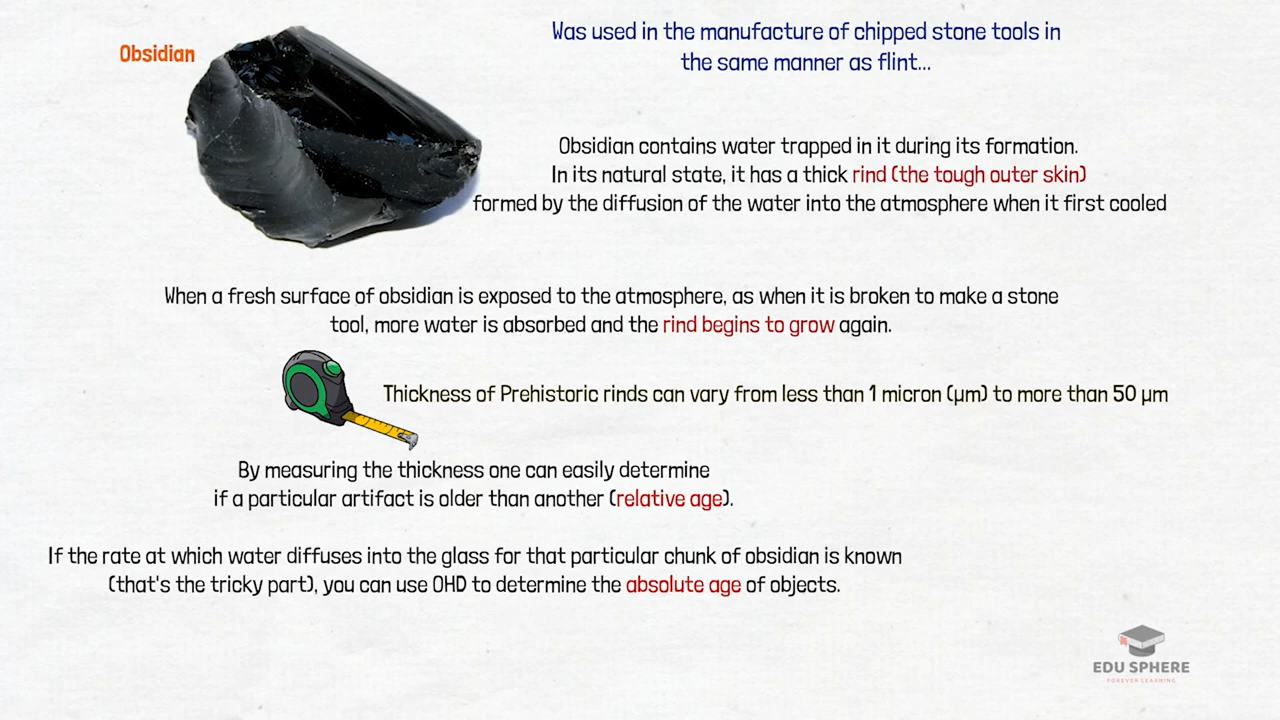 Obsidian
Was used in the manufacture of chipped stone tools in
the same manner as flint...
Obsidian contains water trapped in it during its formation.
In its natural state, it has a thick rind (the tough outer skin)
formed by the diffusion of the water into the atmosphere when it first cooled
When a fresh surface of obsidian is exposed to the atmosphere, as when it is broken to make a stone
tool, more water is absorbed and the rind begins to grow again.
Thickness of Prehistoric rinds can vary from less than 1 micron (µm) to more than 50 µm
By measuring the thickness one can easily determine
if a particular artifact is older than another (relative age).
If the rate at which water diffuses into the glass for that particular chunk of obsidian is known
(that's the tricky part), you can use OHD to determine the absolute age of objects.
EDU SPHERE
FOREVER LEARNING